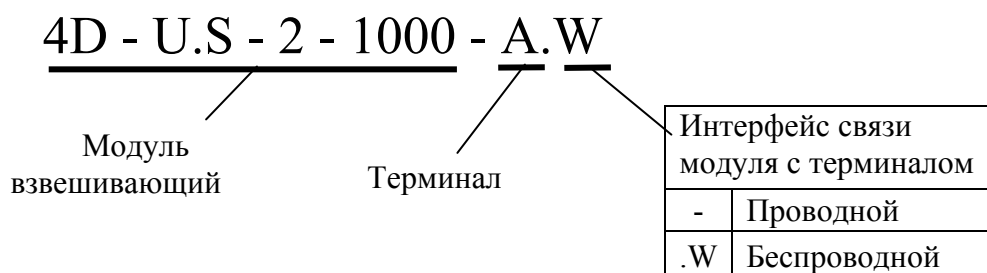 4D - U.S - 2 - 1000 - A.W
Модуль
взвешивающий
Терминал
Интерфейс связи
модуля с терминалом
- Проводной
.W Беспроводной